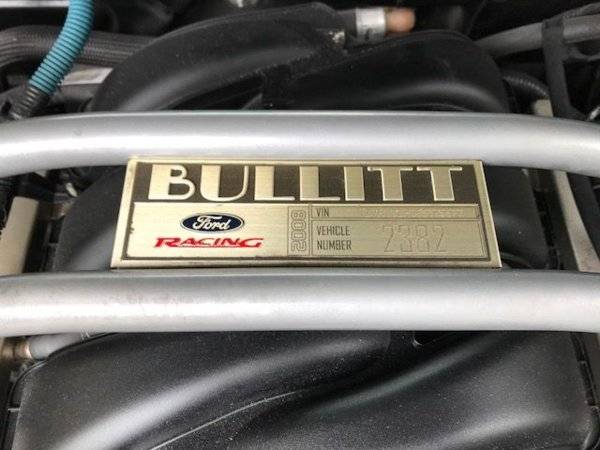 BULLITT
Ford
RACING
2008
VIN
VEHICLE
NUMBER
2382